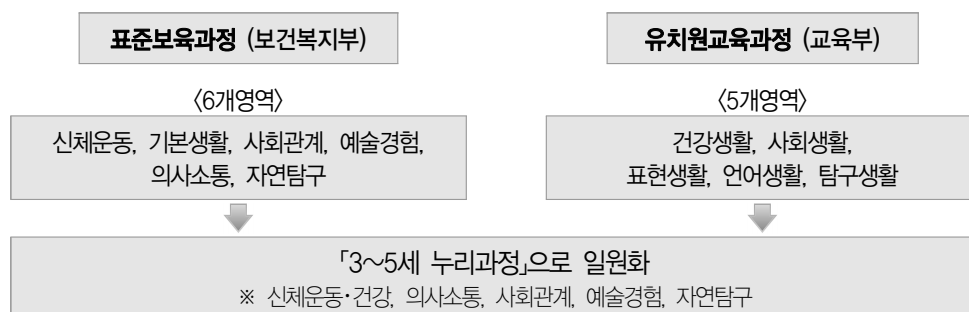 표준보육과정 (보건복지부)
유치원교육과정 (교육부)
〈6개영역〉
〈5개영역〉
신체운동, 기본생활, 사회관계, 예술경험,
의사소통, 자연탐구
건강생활, 사회생활,
표현생활, 언어생활, 탐구생활
「3～5세 누리과정」으로 일원화
※ 신체운동·건강, 의사소통, 사회관계, 예술경험, 자연탐구